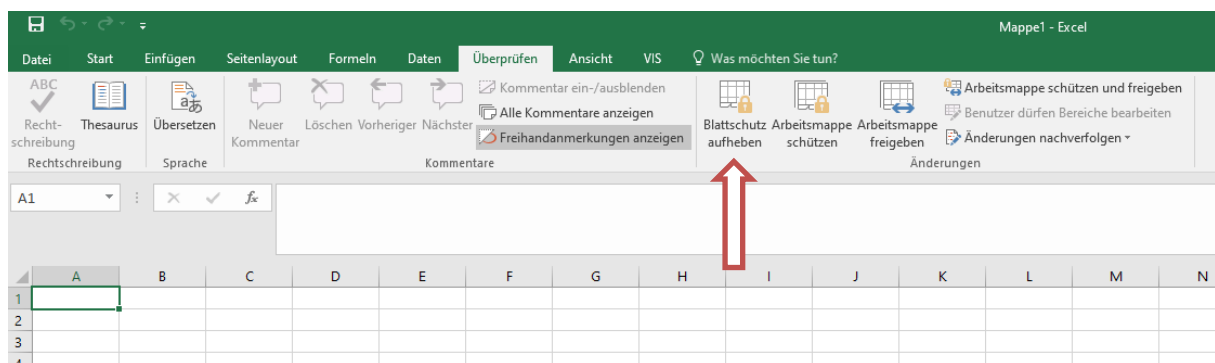 Mappe1 - Excel
Datei Start Einfügen Seitenlayout Formeln Daten Überprüfen Ansicht VIS Was möchten Sie tun?
ABC
Recht-
schreibung
Thesaurus
Rechtschreibung
aあ
Übersetzen
Sprache
Neuer
Kommentar
Löschen Vorheriger Nächster
Kommentar ein-/ausblenden
Alle Kommentare anzeigen
Freihandanmerkungen anzeigen
Kommentare
Blattschutz
aufheben
Arbeitsmappe
schützen
Arbeitsmappe
freigeben
Arbeitsmappe schützen und freigeben
Benutzer dürfen Bereiche bearbeiten
Änderungen nachverfolgen
Änderungen
A1 fx
A B C D E F G H I J K L M N
1
2
3